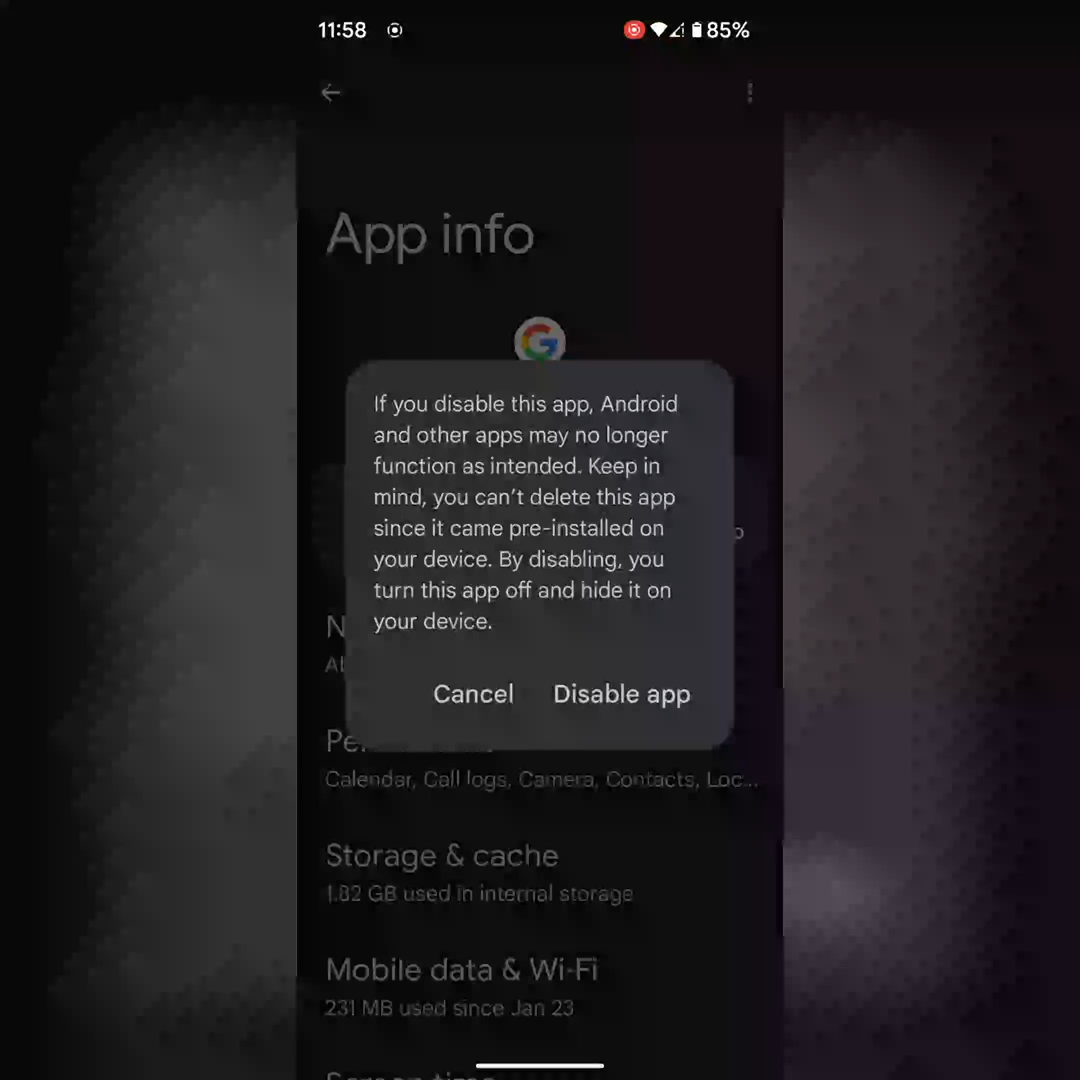 11:58 85%
App info
If you disable this app, Android
and other apps may no longer
function as intended. Keep in
mind, you can’t delete this app
since it came pre-installed on
your device. By disabling, you
turn this app off and hide it on
your device.
Cancel Disable app
Calendar, Call logs, Camera, Contacts, Loc...
Storage & cache
1.82 GB used in internal storage
Mobile data & Wi-Fi
231 MB used since Jan 23
Screen time